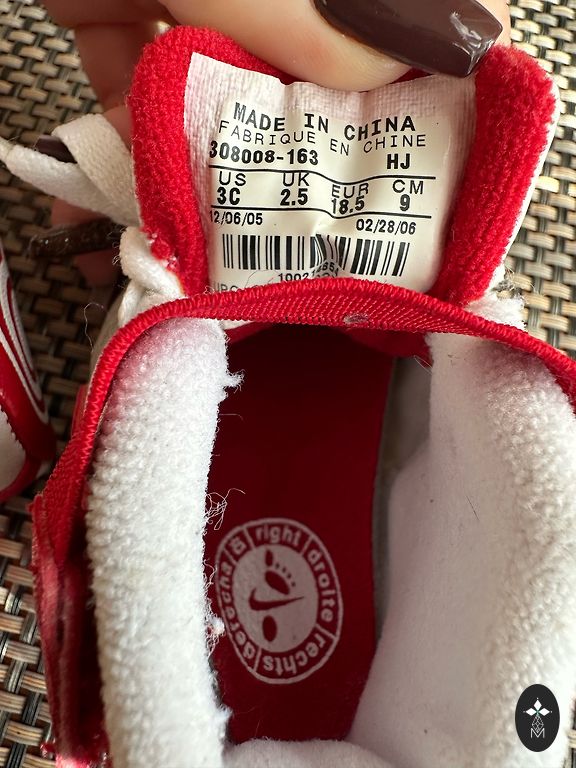 MADE IN CHINA
FABRIQUE EN CHINE
308008-163 HJ
US UK EUR CM
3C 2.5 18.5 9
12/06/05 02/28/06
right
droite
rechts
derecha
M